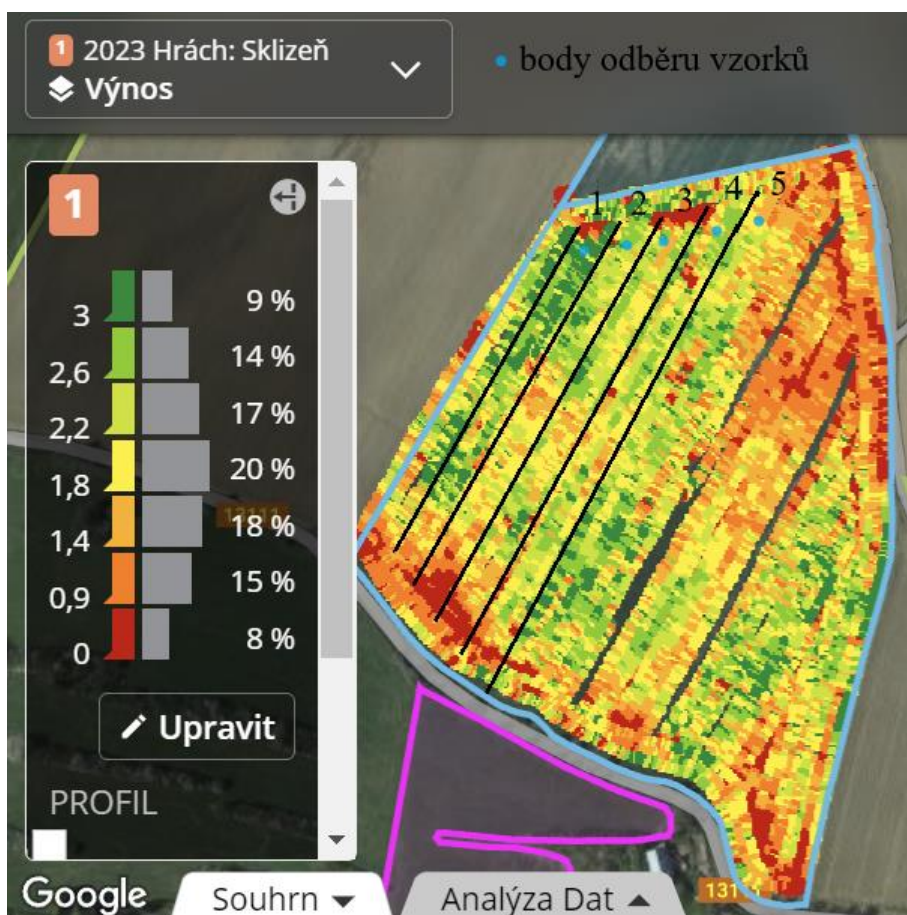 1 2023 Hrách: Sklizeň
Výnos
body odběru vzorků
1
3 9 %
2,6 14 %
2,2 17 %
1,8 20 %
1,4 18 %
0,9 15 %
0 8 %
Upravit
PROFIL
1 2 3 4 5
13111
Google
Souhrn
Analýza Dat